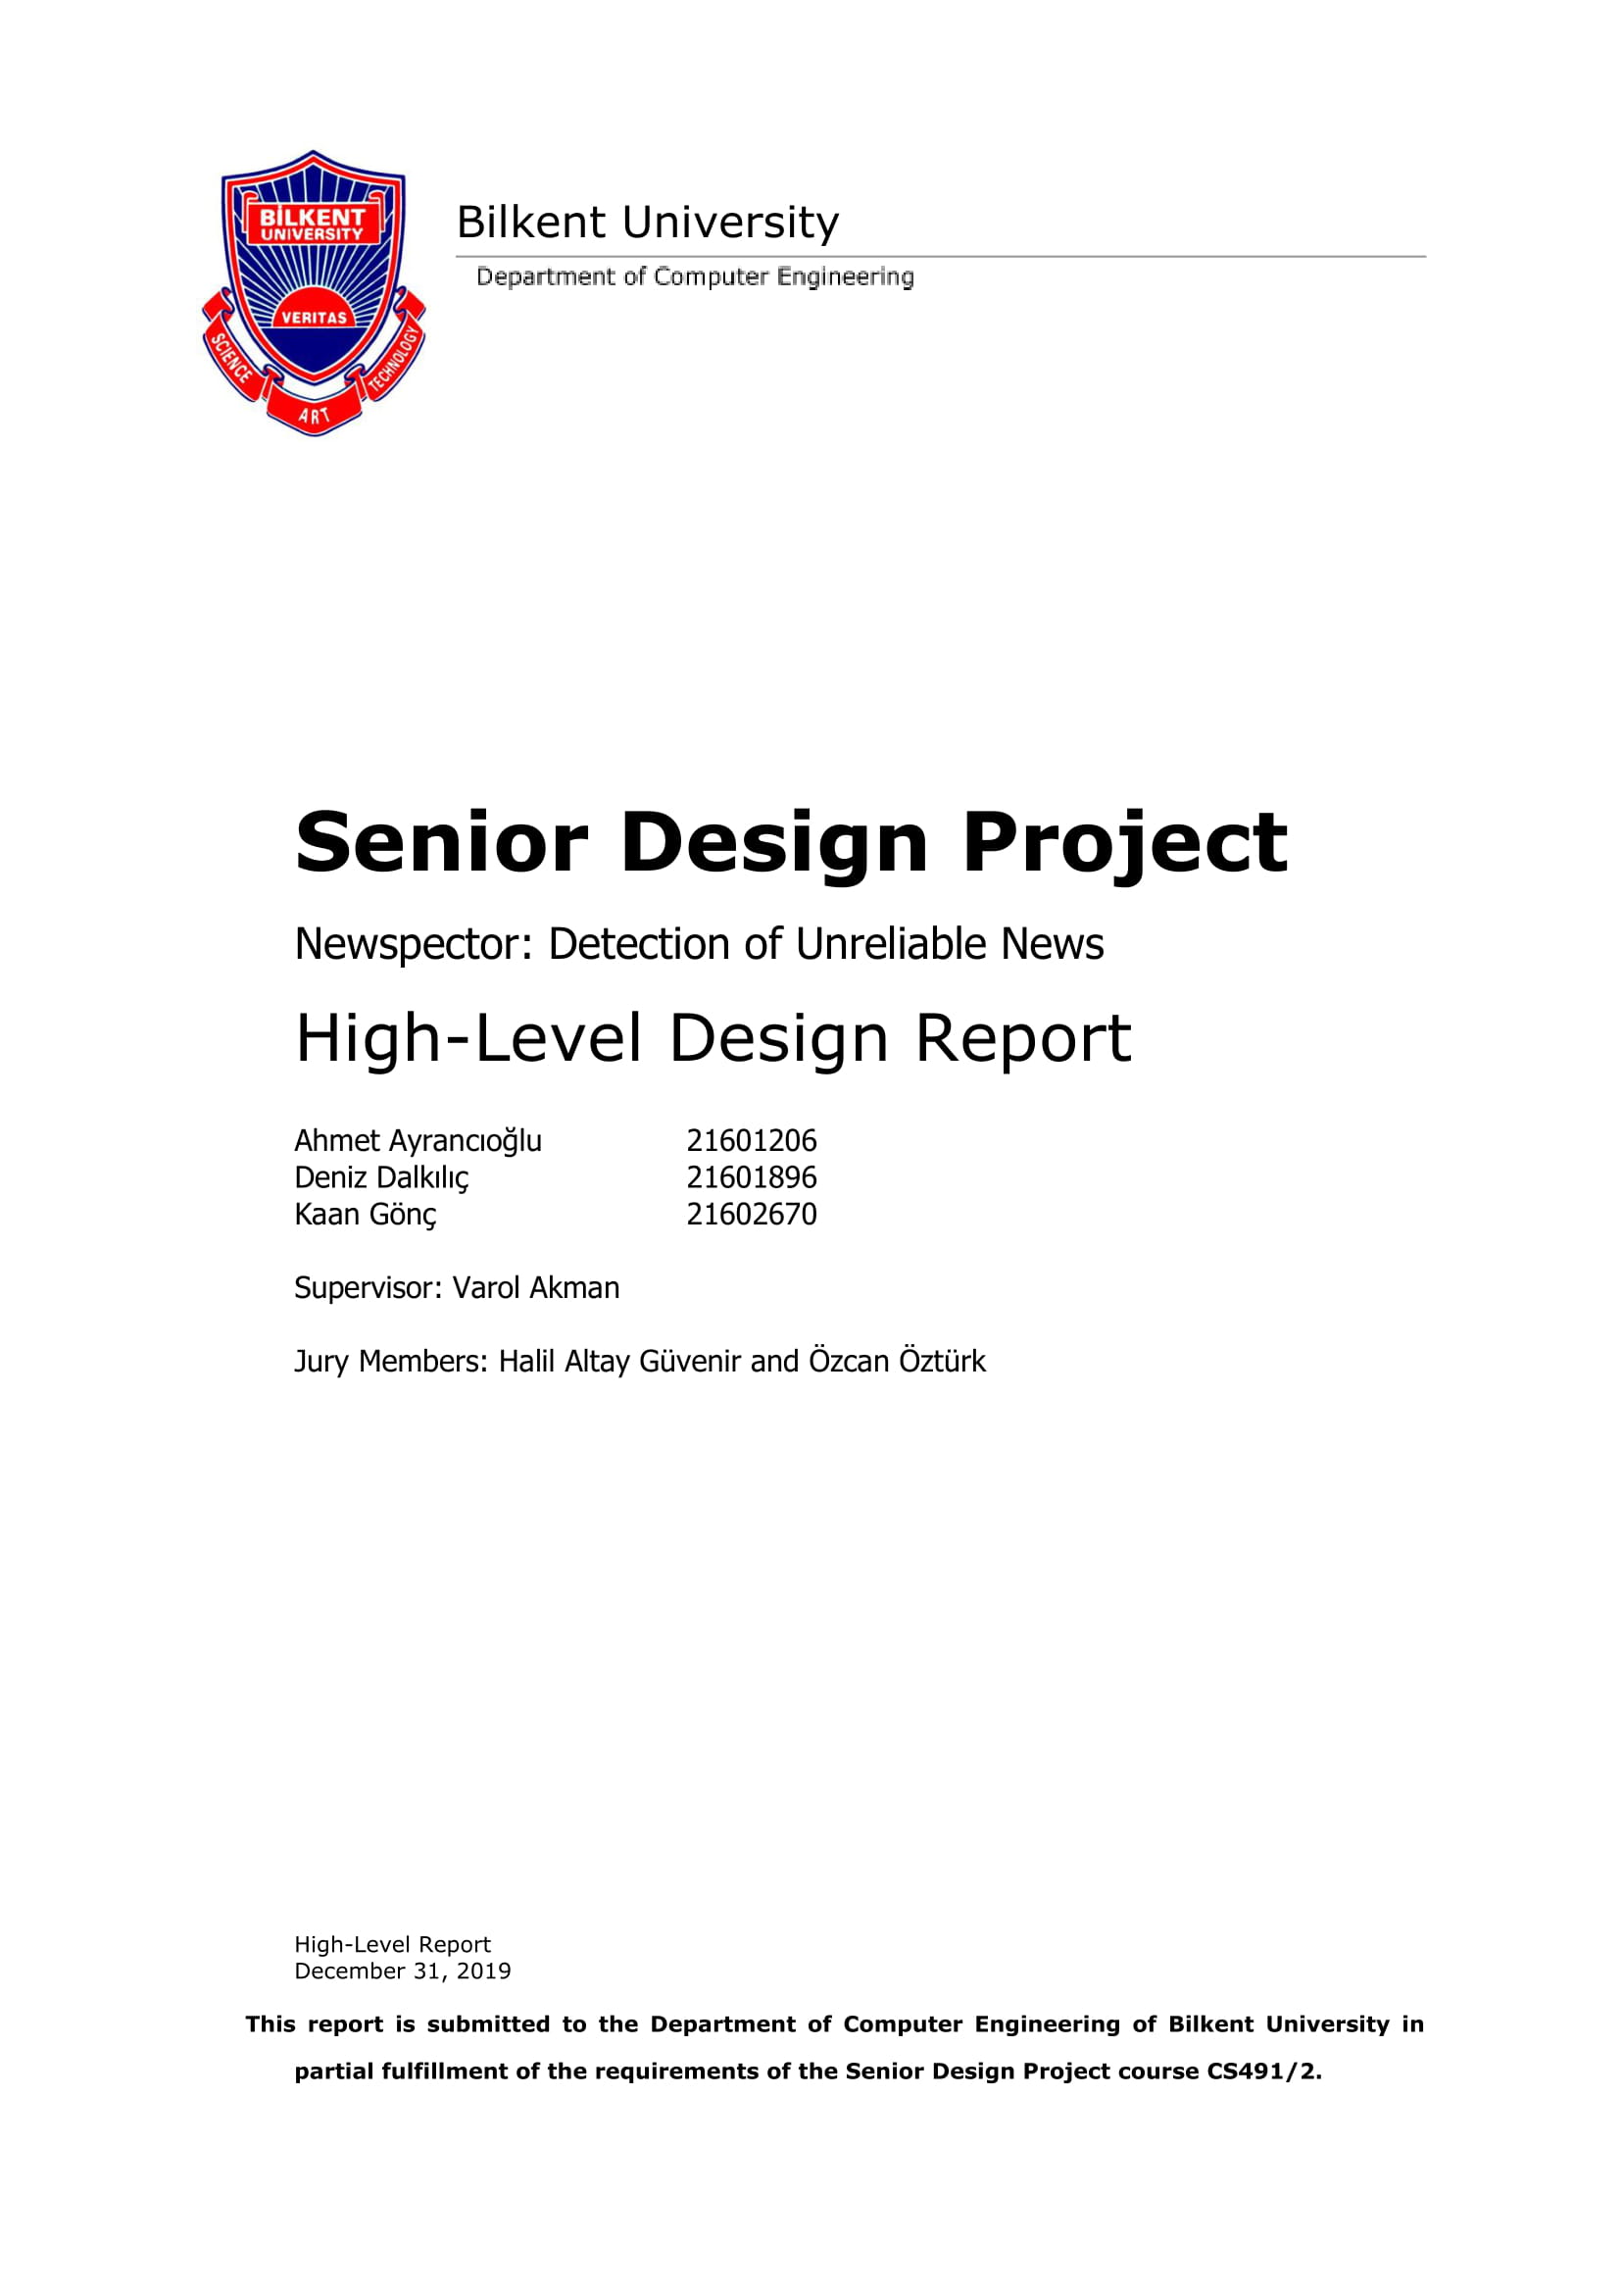 BİLKENT
UNIVERSITY
VERITAS
SCIENCE
ART
TECHNOLOGY
Bilkent University
Department of Computer Engineering
Senior Design Project
Newspector: Detection of Unreliable News
High-Level Design Report
Ahmet Ayrancıoğlu 21601206
Deniz Dalkılıç 21601896
Kaan Gönç 21602670
Supervisor: Varol Akman
Jury Members: Halil Altay Güvenir and Özcan Öztürk
High-Level Report
December 31, 2019
This report is submitted to the Department of Computer Engineering of Bilkent University in
partial fulfillment of the requirements of the Senior Design Project course CS491/2.